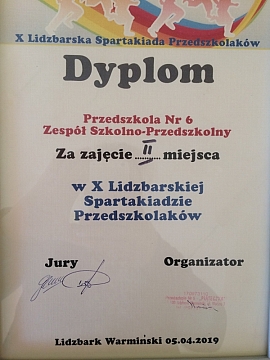 X Lidzbarska Spartakiada Przedszkolaków
Dyplom
Przedszkola Nr 6
Zespół Szkolno-Przedszkolny
Za zajęcie II miejsca
w X Lidzbarskiej
Spartakiadzie
Przedszkolaków
Jury
Organizator
Lidzbark Warmiński 05.04.2019